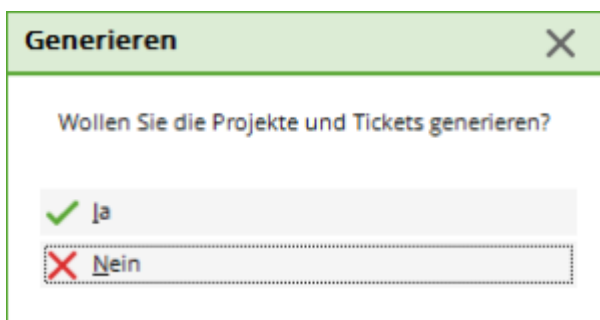 Generieren
Wollen Sie die Projekte und Tickets generieren?
Ja
Nein